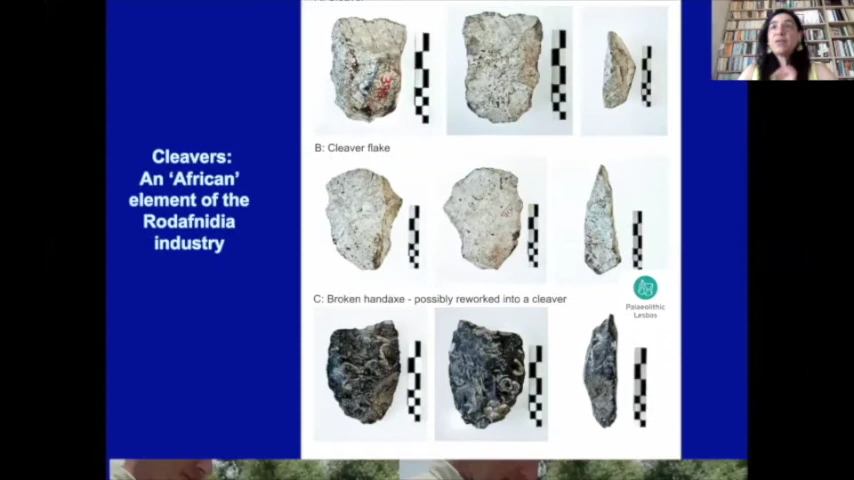 Cleavers:
An ‘African’
element of the
Rodafnidia
industry
B: Cleaver flake
C: Broken handaxe - possibly reworked into a cleaver
Palaeolithic
Lesbos